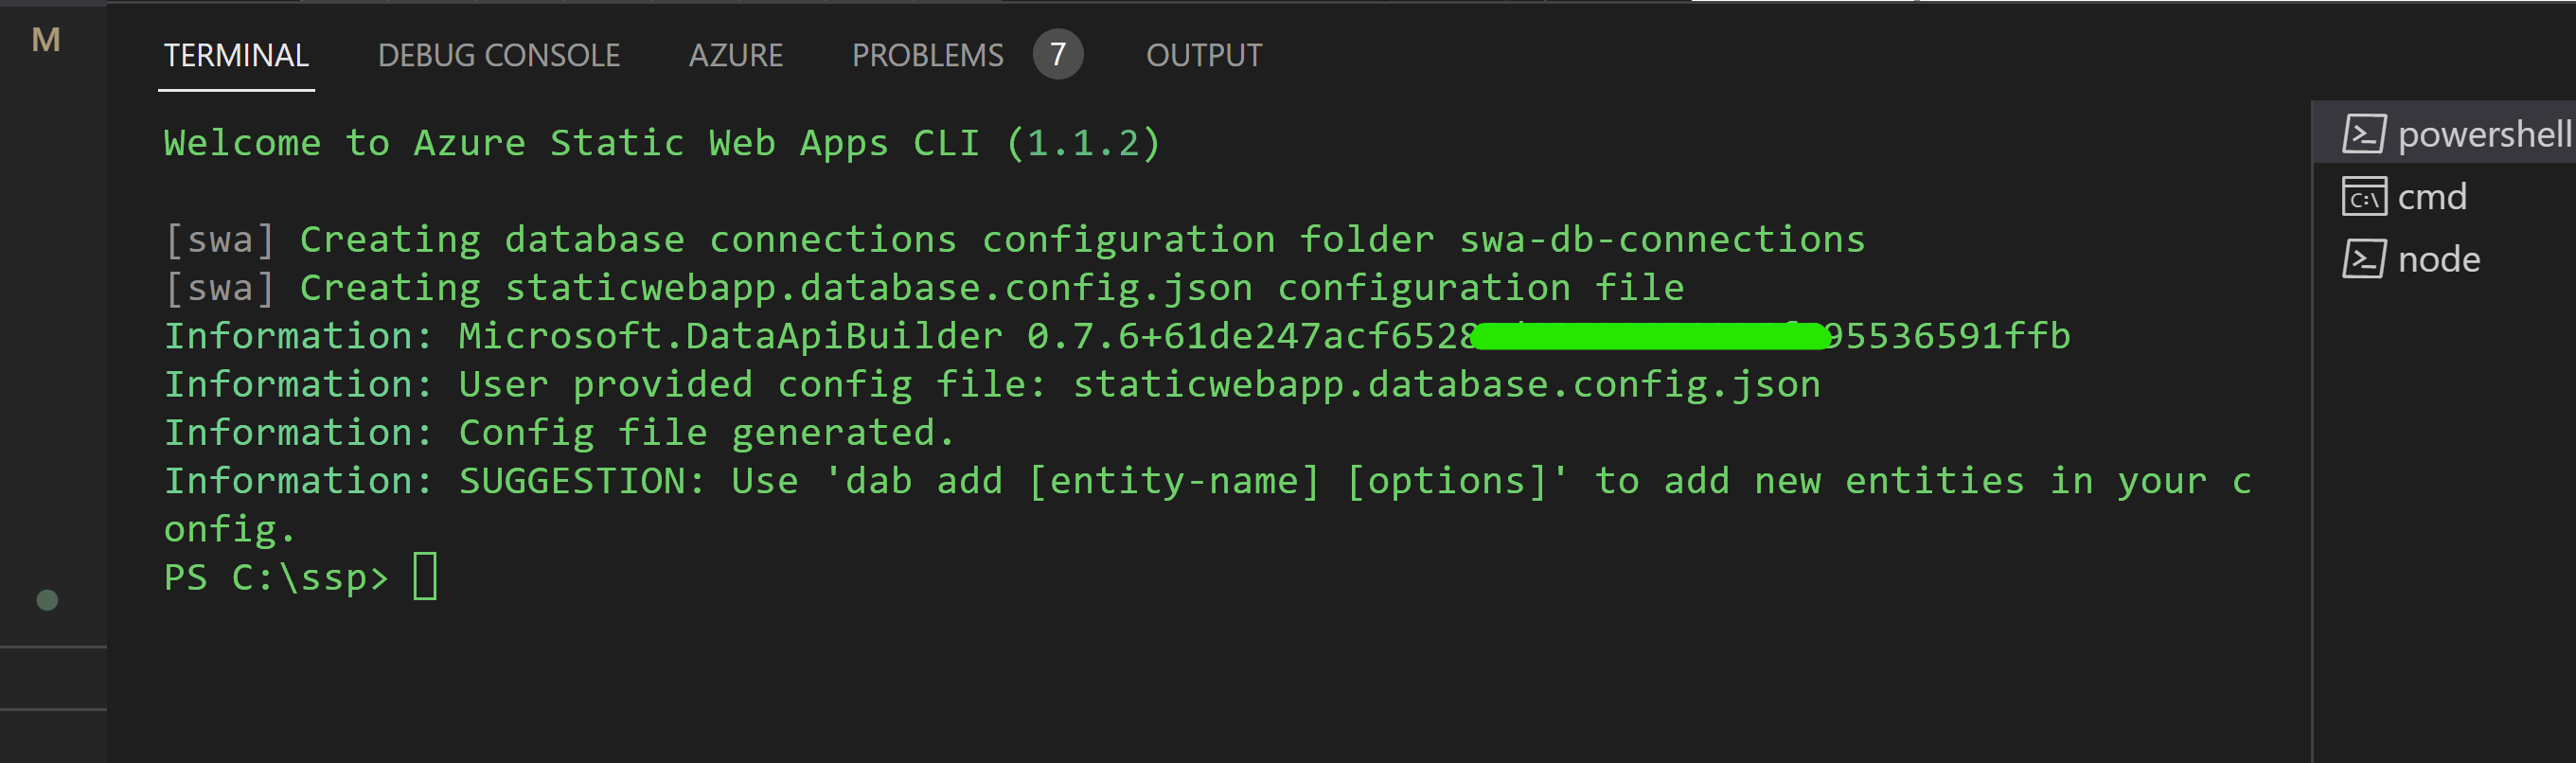 M
TERMINAL DEBUG CONSOLE AZURE PROBLEMS 7 OUTPUT
Welcome to Azure Static Web Apps CLI (1.1.2)
[swa] Creating database connections configuration folder swa-db-connections
[swa] Creating staticwebapp.database.config.json configuration file
Information: Microsoft.DataApiBuilder 0.7.6+61de247acf6528 95536591ffb
Information: User provided config file: staticwebapp.database.config.json
Information: Config file generated.
Information: SUGGESTION: Use 'dab add [entity-name] [options]' to add new entities in your c
onfig.
PS C:\ssp>
powershell
cmd
node